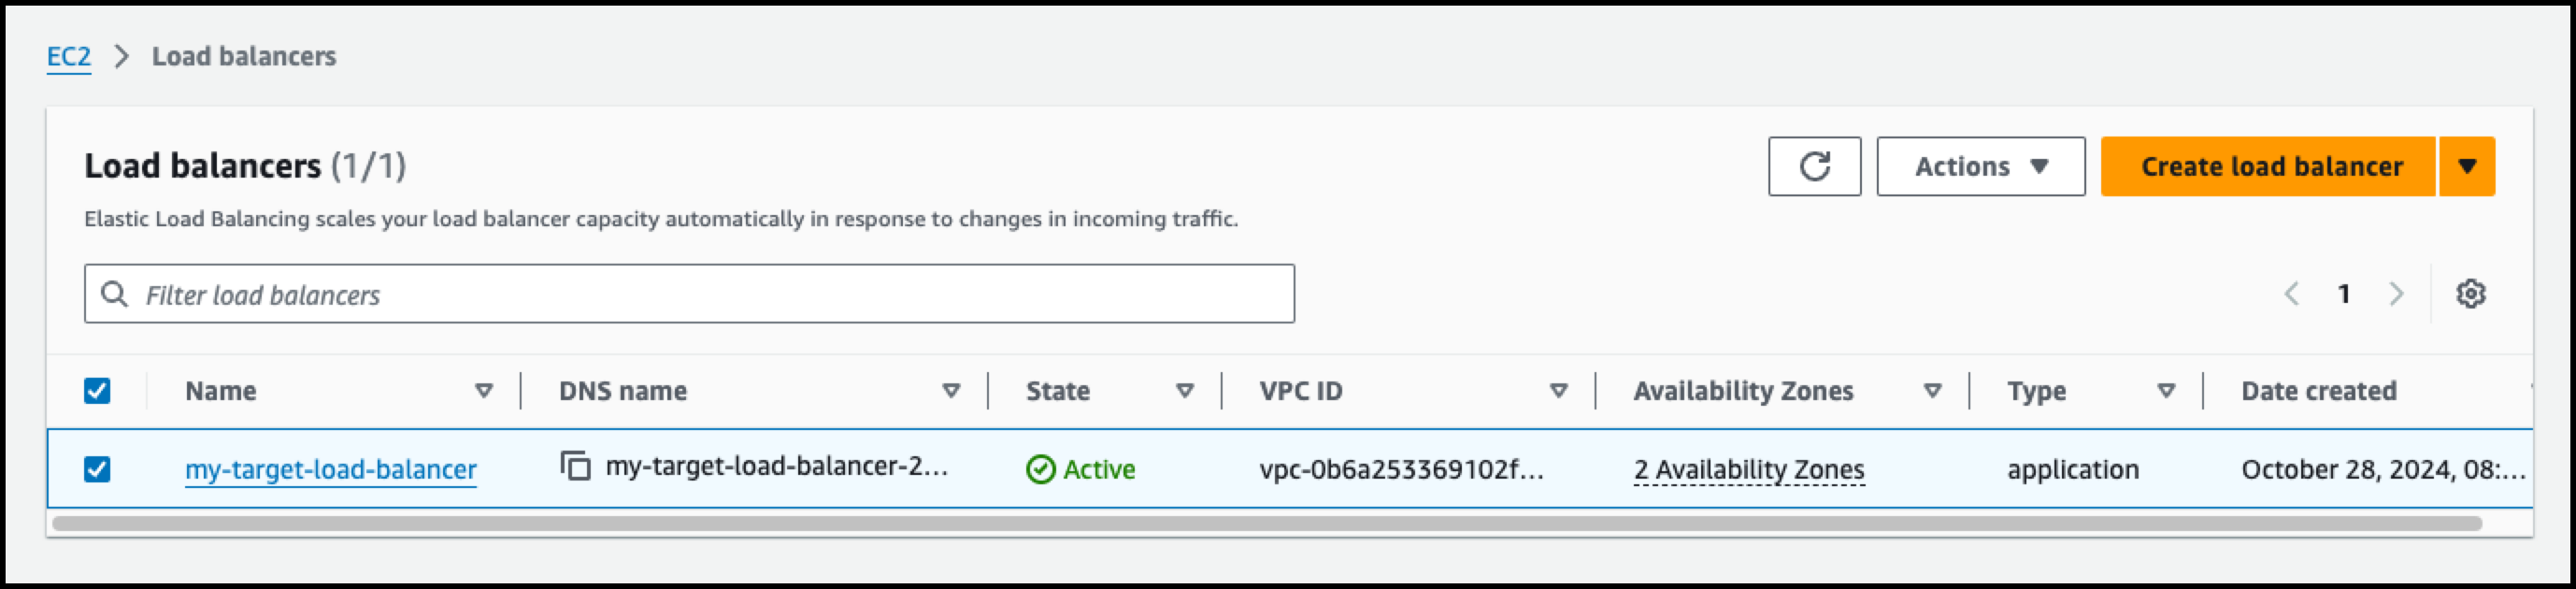 EC2 > Load balancers
Load balancers (1/1)
Actions
Create load balancer
Elastic Load Balancing scales your load balancer capacity automatically in response to changes in incoming traffic.
Filter load balancers
1
Name DNS name State VPC ID Availability Zones Type Date created
my-target-load-balancer my-target-load-balancer-2... Active vpc-0b6a253369102f... 2 Availability Zones application October 28, 2024, 08:...